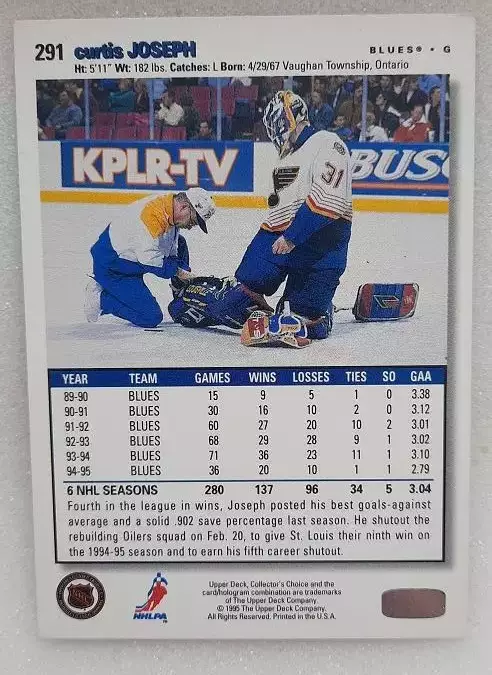 291 curtis JOSEPH BLUES® • G
Ht: 5'11" Wt: 182 lbs. Catches: L Born: 4/29/67 Vaughan Township, Ontario
KPLR-TV BUS
31
YEAR TEAM GAMES WINS LOSSES TIES SO GAA
89-90 BLUES 15 9 5 1 0 3.38
90-91 BLUES 30 16 10 2 0 3.12
91-92 BLUES 60 27 20 10 2 3.01
92-93 BLUES 68 29 28 9 1 3.02
93-94 BLUES 71 36 23 11 1 3.10
94-95 BLUES 36 20 10 1 1 2.79
6 NHL SEASONS 280 137 96 34 5 3.04
Fourth in the league in wins, Joseph posted his best goals-against
average and a solid .902 save percentage last season. He shutout the
rebuilding Oilers squad on Feb. 20, to give St. Louis their ninth win on
the 1994-95 season and to earn his fifth career shutout.
Upper Deck, Collector's Choice and the
card/hologram combination are trademarks
of The Upper Deck Company.
© 1995 The Upper Deck Company.
All Rights Reserved. Printed in the U.S.A.
NHL
NHLPA